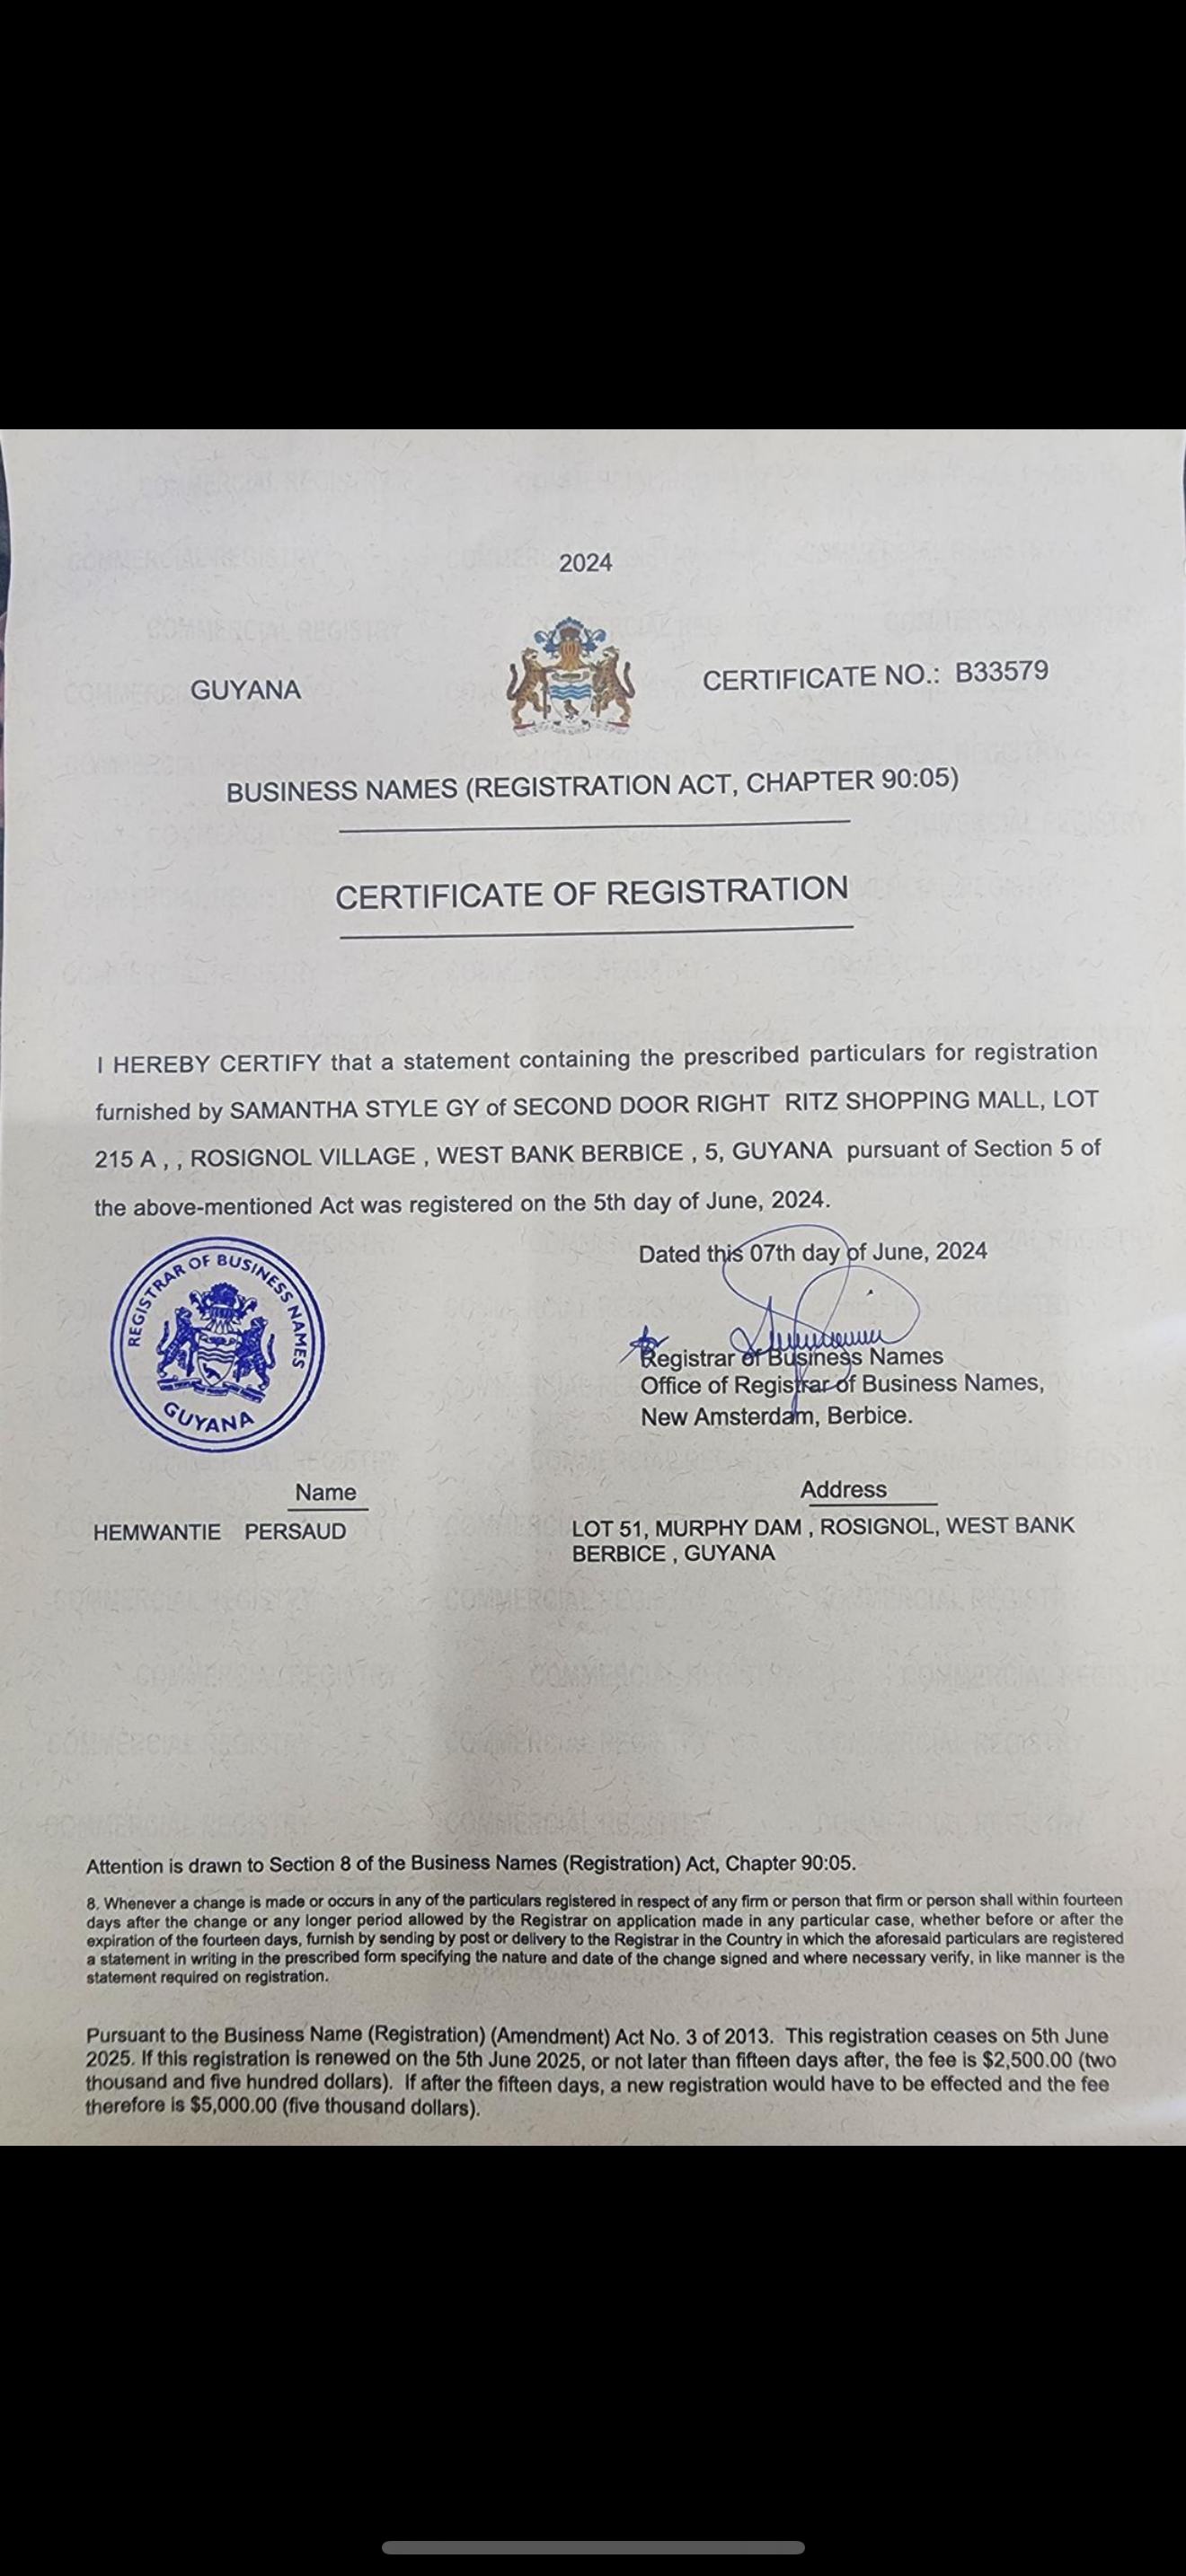 2024
GUYANA
CERTIFICATE NO.: B33579
BUSINESS NAMES (REGISTRATION ACT, CHAPTER 90:05)
CERTIFICATE OF REGISTRATION
I HEREBY CERTIFY that a statement containing the prescribed particulars for registration
furnished by SAMANTHA STYLE GY of SECOND DOOR RIGHT RITZ SHOPPING MALL, LOT
215 A , , ROSIGNOL VILLAGE , WEST BANK BERBICE , 5, GUYANA pursuant of Section 5 of
the above-mentioned Act was registered on the 5th day of June, 2024.
REGISTRAR OF BUSINESS NAMES
GUYANA
Dated this 07th day of June, 2024
Registrar of Business Names
Office of Registrar of Business Names,
New Amsterdam, Berbice.
Name
Address
HEMWANTIE PERSAUD
LOT 51, MURPHY DAM , ROSIGNOL, WEST BANK
BERBICE , GUYANA
COMMERCIAL REGISTRY
Attention is drawn to Section 8 of the Business Names (Registration) Act, Chapter 90:05.
8. Whenever a change is made or occurs in any of the particulars registered in respect of any firm or person that firm or person shall within fourteen
days after the change or any longer period allowed by the Registrar on application made in any particular case, whether before or after the
expiration of the fourteen days, furnish by sending by post or delivery to the Registrar in the Country in which the aforesaid particulars are registered
a statement in writing in the prescribed form specifying the nature and date of the change signed and where necessary verify, in like manner is the
statement required on registration.
Pursuant to the Business Name (Registration) (Amendment) Act No. 3 of 2013. This registration ceases on 5th June
2025. If this registration is renewed on the 5th June 2025, or not later than fifteen days after, the fee is $2,500.00 (two
thousand and five hundred dollars). If after the fifteen days, a new registration would have to be effected and the fee
therefore is $5,000.00 (five thousand dollars).